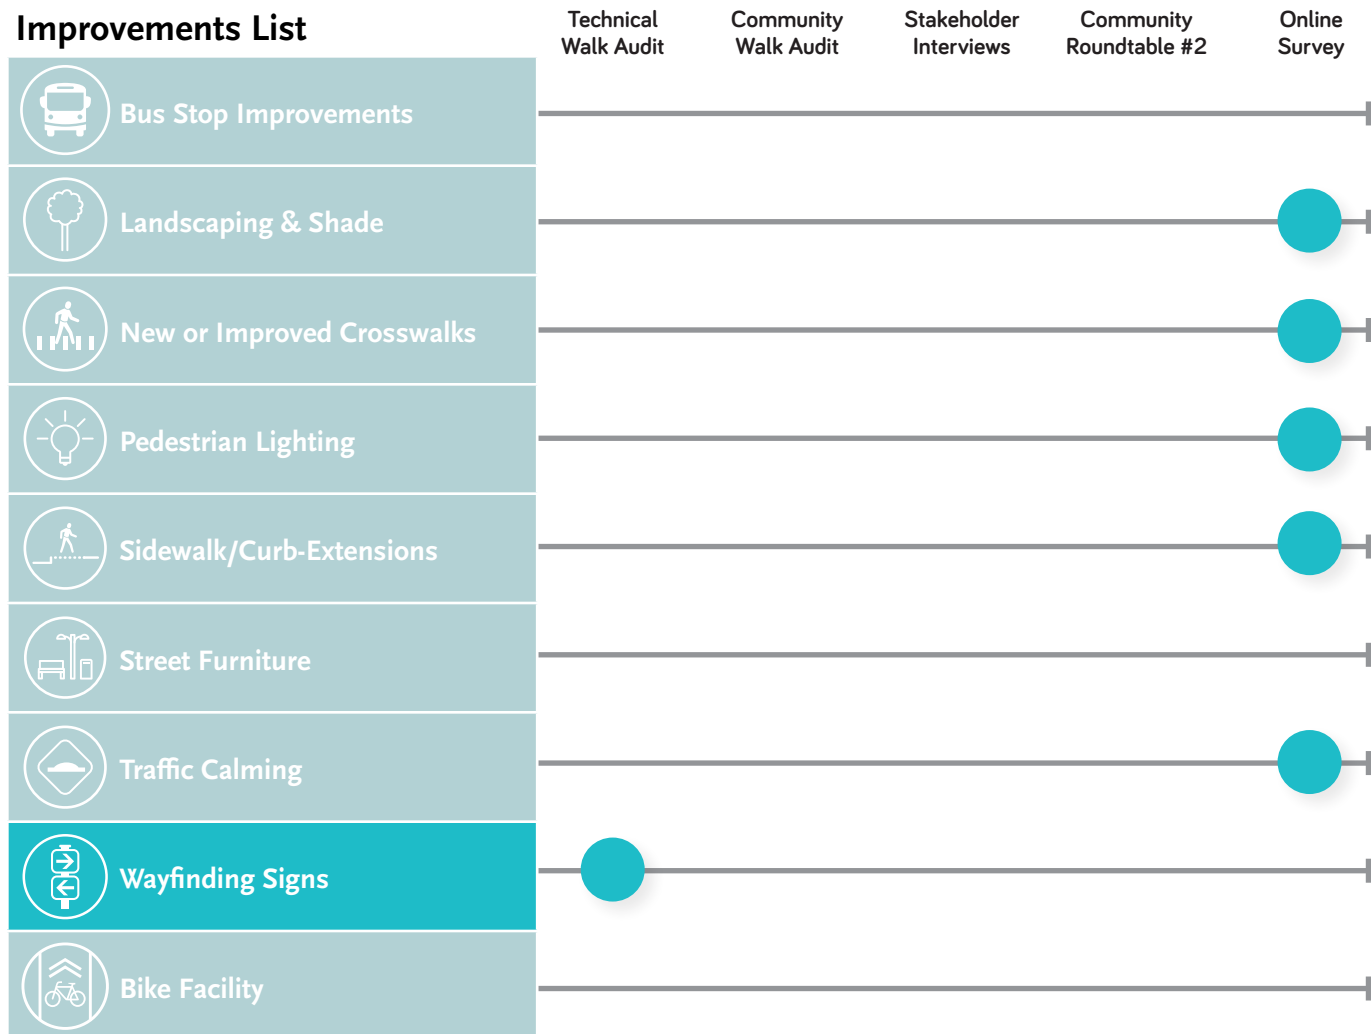 Improvements List
Technical
Walk Audit
Community
Walk Audit
Stakeholder
Interviews
Community
Roundtable #2
Online
Survey
Bus Stop Improvements
Landscaping & Shade
New or Improved Crosswalks
Pedestrian Lighting
Sidewalk/Curb-Extensions
Street Furniture
Traffic Calming
Wayfinding Signs
Bike Facility